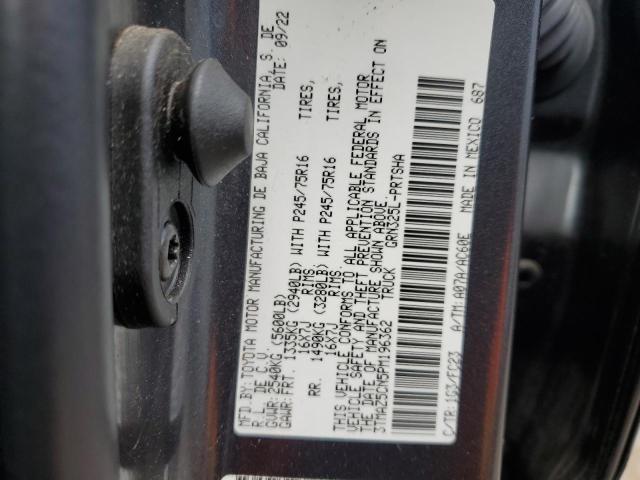 MFD. BY: TOYOTA MOTOR MANUFACTURING DE BAJA CALIFORNIA, S. DE
R. L. DE C. V. DATE: 09/22
GVWR: 2540KG (5600LB)
GAWR: FRT. 1335KG (2940LB) WITH P245/75R16 TIRES,
16X7J RIMS,
RR. 1490KG (3280LB) WITH P245/75R16 TIRES,
16X7J RIMS.
THIS VEHICLE CONFORMS TO ALL APPLICABLE FEDERAL MOTOR
VEHICLE SAFETY AND THEFT PREVENTION STANDARDS IN EFFECT ON
THE DATE OF MANUFACTURE SHOWN ABOVE.
3TMAZ5CN5PM196362 TRUCK GRN325L-PRTSHA
C/TR:1G3/FC23 A/TM:A07A/AC60E MADE IN MEXICO 687